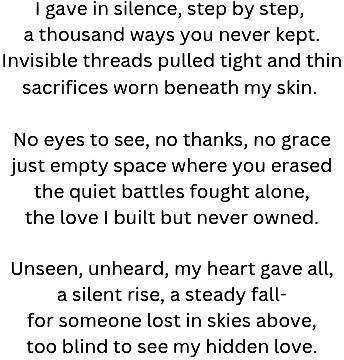 I gave in silence, step by step,
a thousand ways you never kept.
Invisible threads pulled tight and thin
sacrifices worn beneath my skin.
No eyes to see, no thanks, no grace
just empty space where you erased
the quiet battles fought alone,
the love I built but never owned.
Unseen, unheard, my heart gave all,
a silent rise, a steady fall-
for someone lost in skies above,
too blind to see my hidden love.